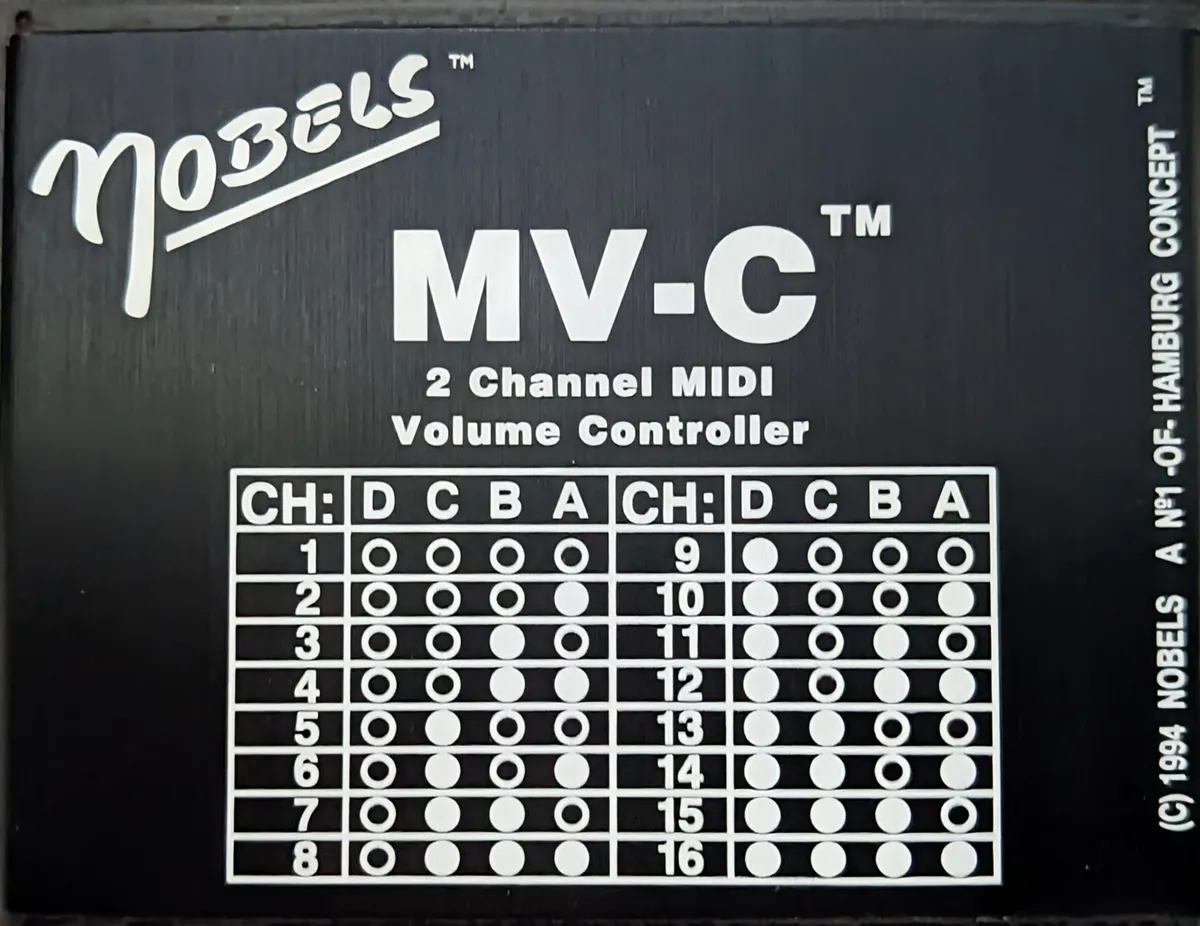 NOBELS™
MV-C™
2 Channel MIDI
Volume Controller
CH: D C B A CH: D C B A
1 ○ ○ ○ ○ 9 ● ○ ○ ○
2 ○ ○ ○ ● 10 ● ○ ○ ●
3 ○ ○ ● ○ 11 ● ○ ● ○
4 ○ ○ ● ● 12 ● ○ ● ●
5 ○ ● ○ ○ 13 ● ● ○ ○
6 ○ ● ○ ● 14 ● ● ○ ●
7 ○ ● ● ○ 15 ● ● ● ○
8 ○ ● ● ● 16 ● ● ● ●
(C) 1994 NOBELS A Nº1 -OF- HAMBURG CONCEPT ™